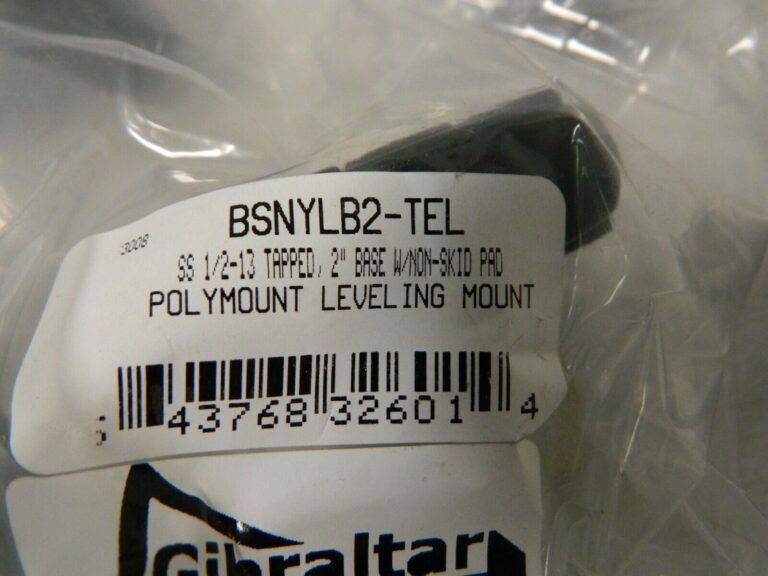 BSNYLB2-TEL
3008
SS 1/2-13 TAPPED, 2" BASE W/NON-SKID PAD
POLYMOUNT LEVELING MOUNT
43768 32601 4
Gibraltar